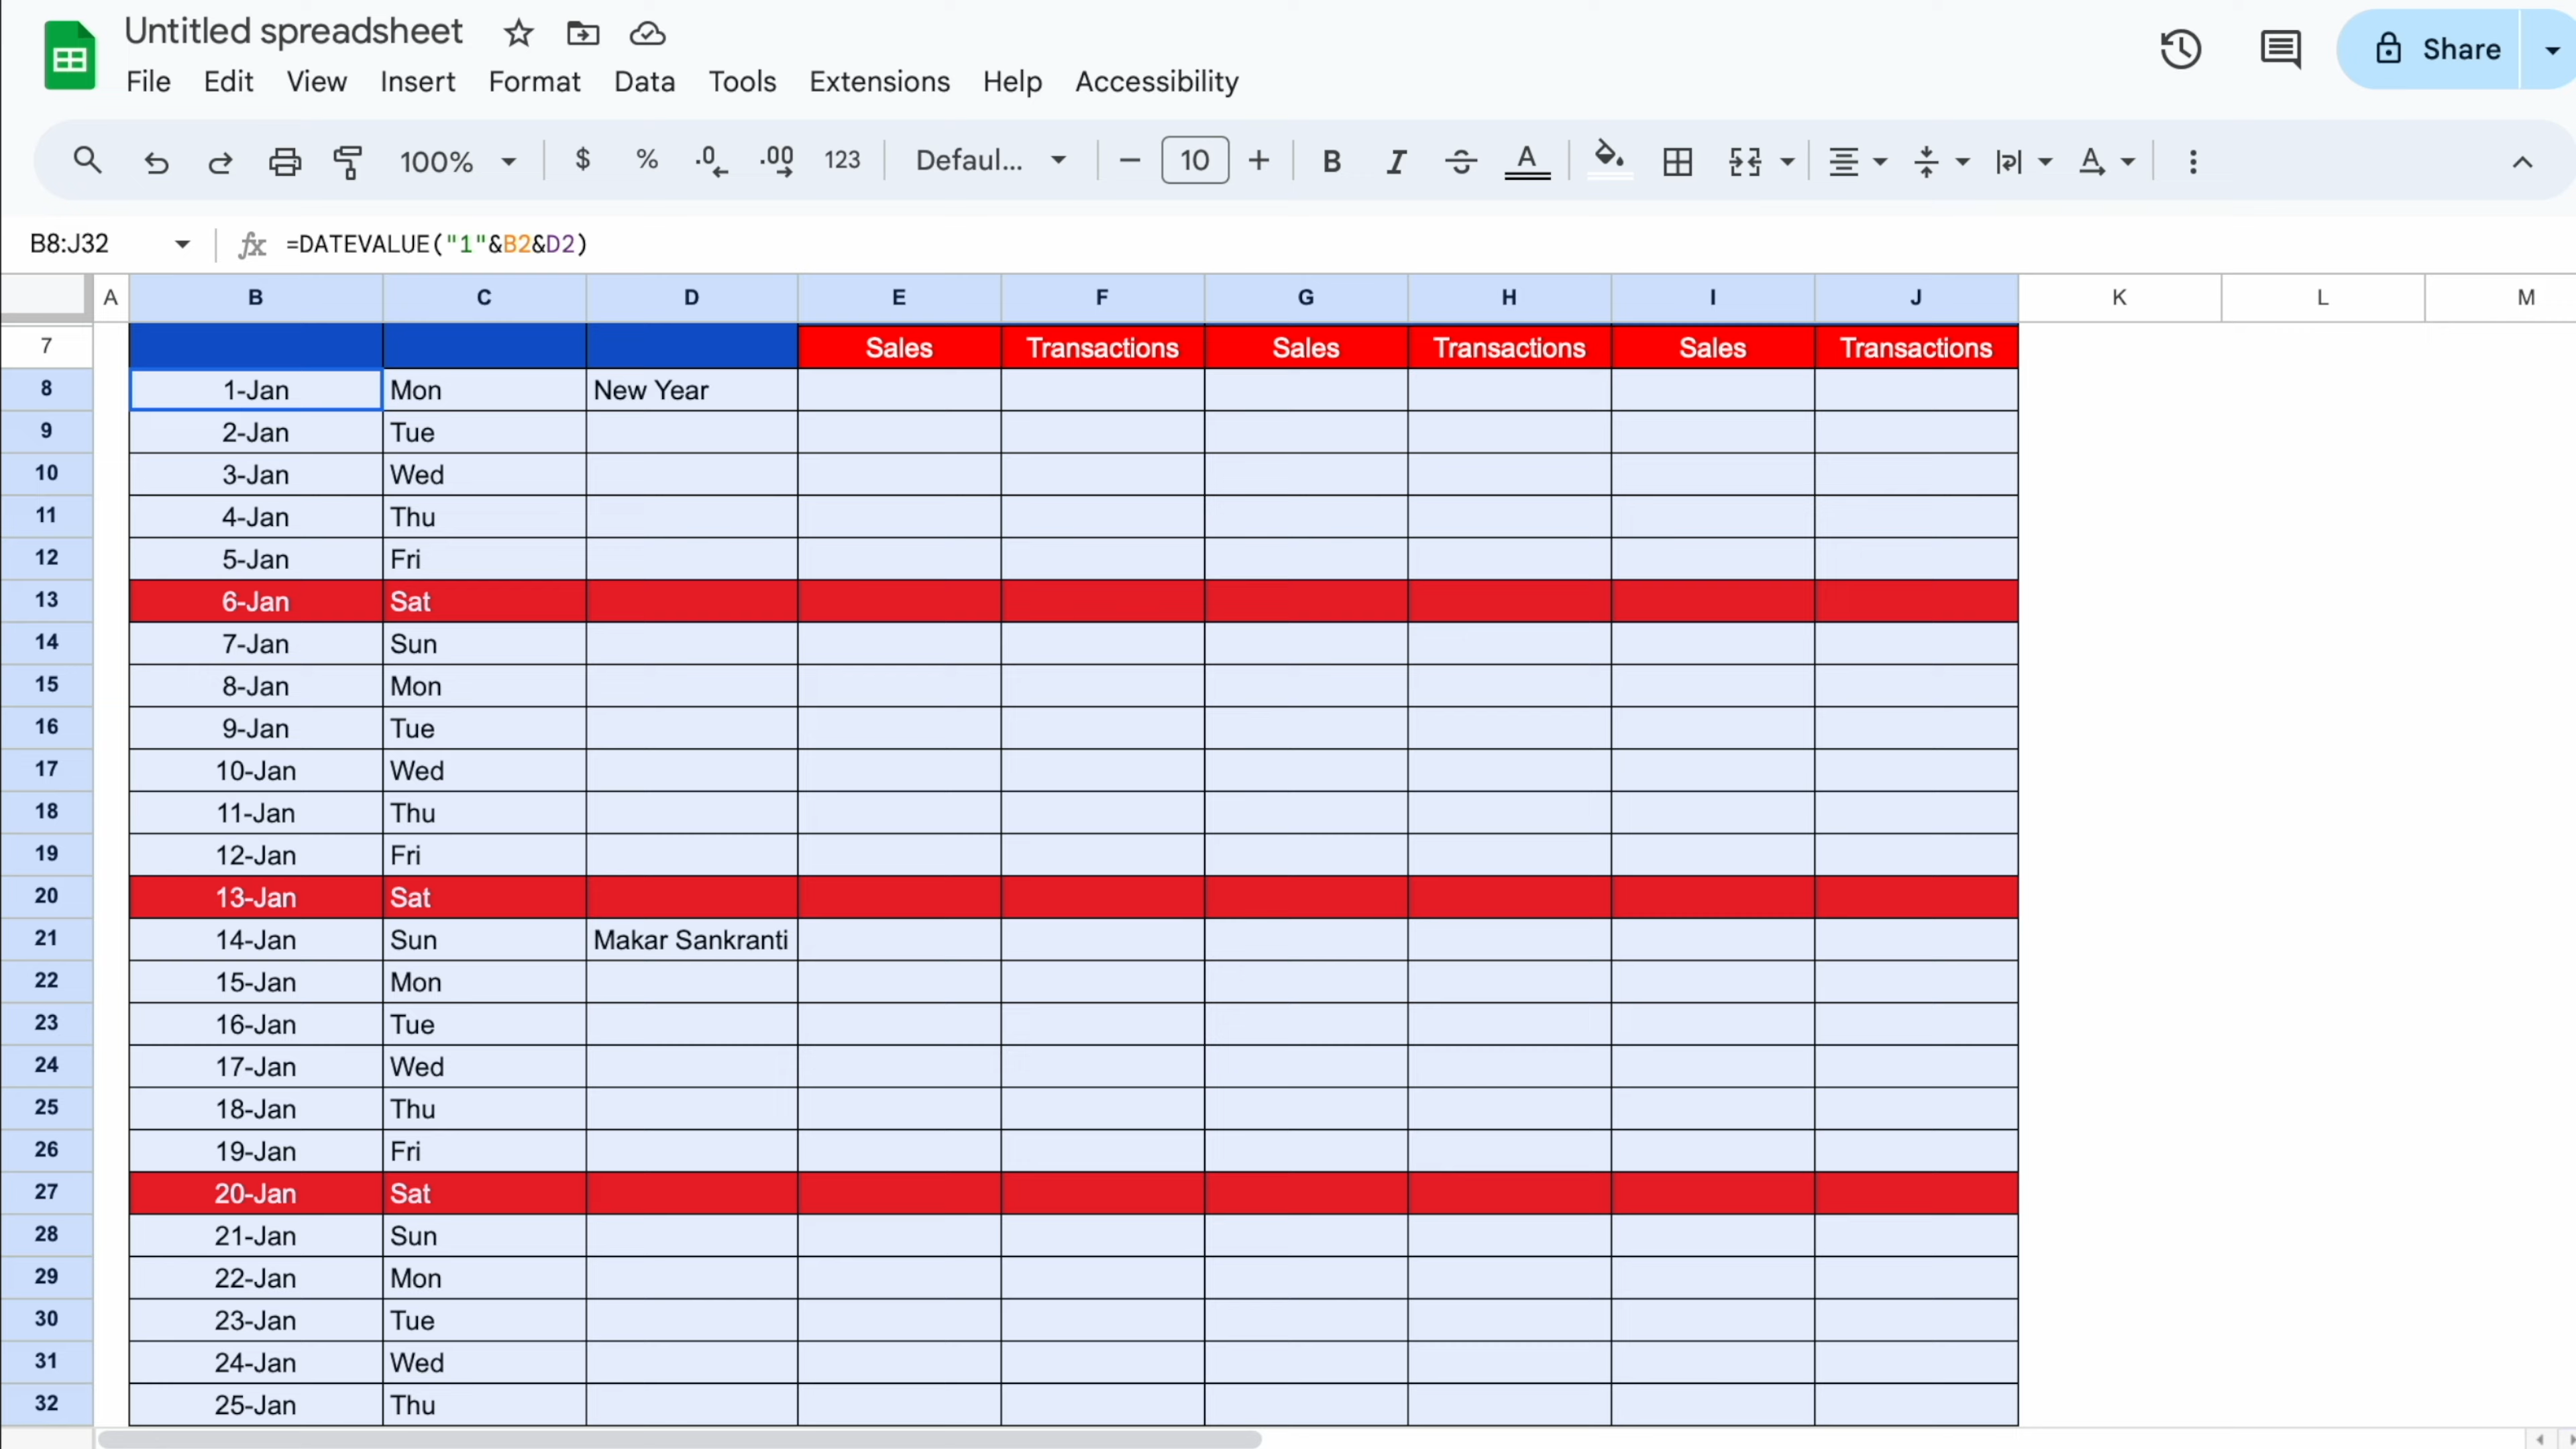 Untitled spreadsheet
File Edit View Insert Format Data Tools Extensions Help Accessibility
Share
100% $ % .0 .00 123 Defaul... 10 B I S A A
B8:J32 fx =DATEVALUE("1"&B2&D2)
A B C D E F G H I J K L M
7 Sales Transactions Sales Transactions Sales Transactions
8 1-Jan Mon New Year
9 2-Jan Tue
10 3-Jan Wed
11 4-Jan Thu
12 5-Jan Fri
13 6-Jan Sat
14 7-Jan Sun
15 8-Jan Mon
16 9-Jan Tue
17 10-Jan Wed
18 11-Jan Thu
19 12-Jan Fri
20 13-Jan Sat
21 14-Jan Sun Makar Sankranti
22 15-Jan Mon
23 16-Jan Tue
24 17-Jan Wed
25 18-Jan Thu
26 19-Jan Fri
27 20-Jan Sat
28 21-Jan Sun
29 22-Jan Mon
30 23-Jan Tue
31 24-Jan Wed
32 25-Jan Thu